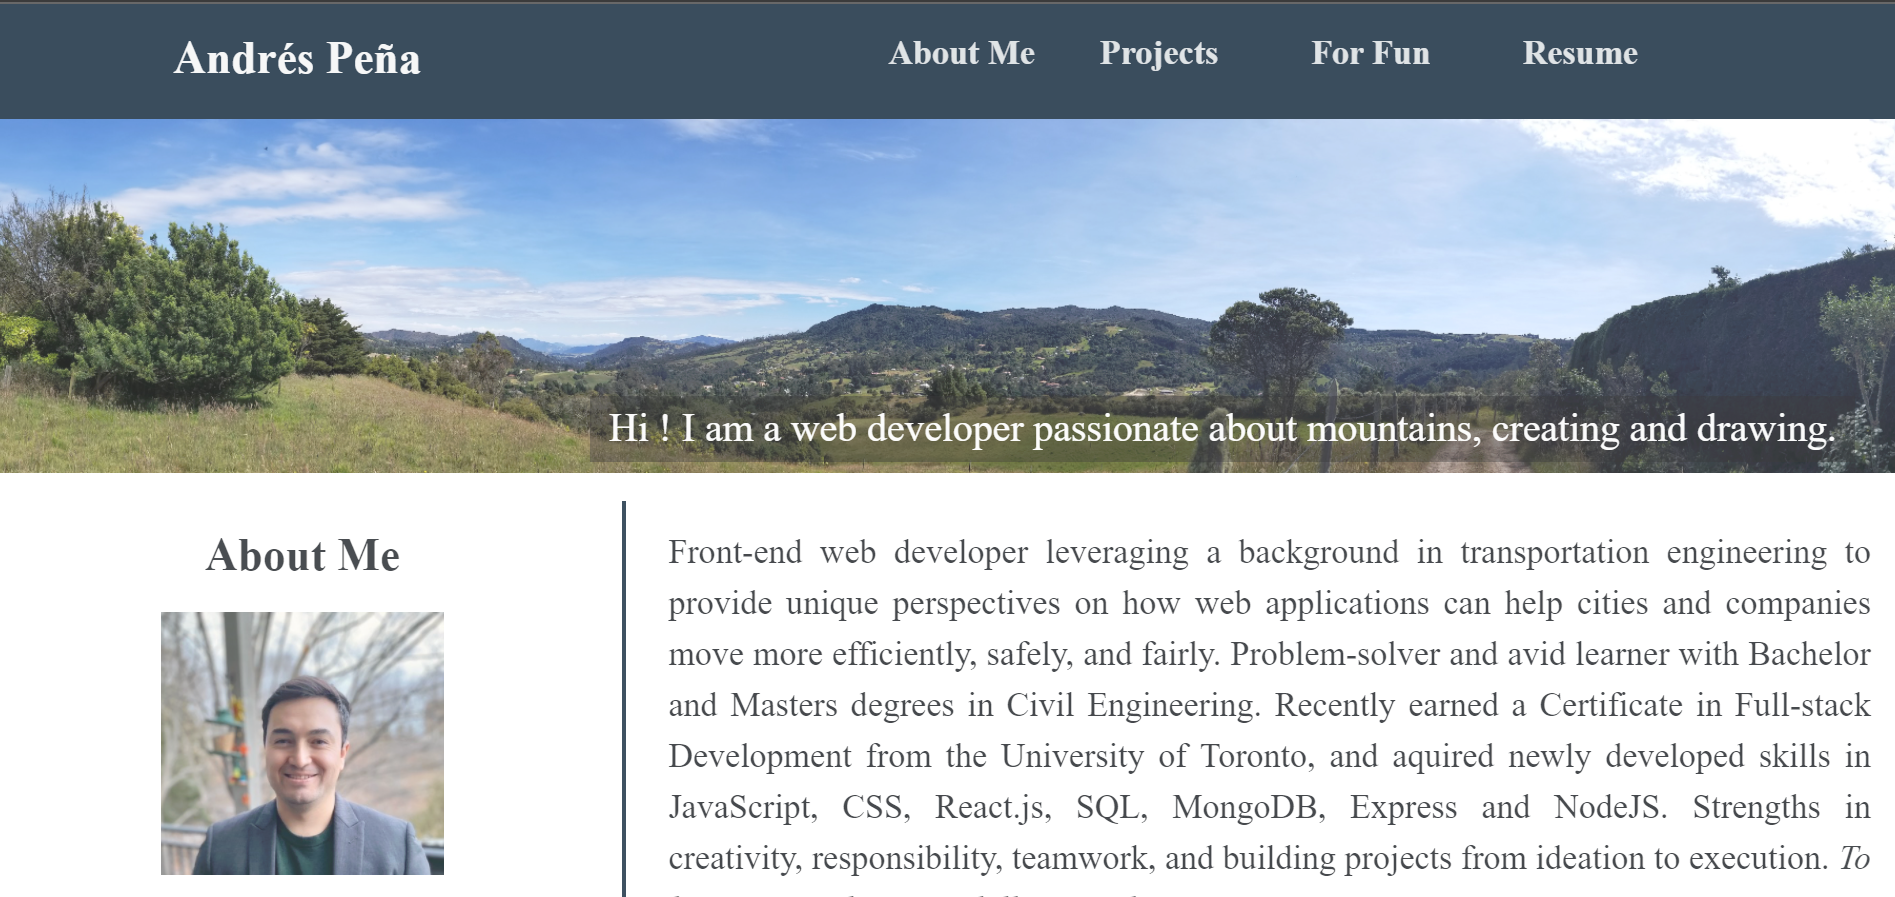 Andrés Peña
About Me Projects For Fun Resume
Hi ! I am a web developer passionate about mountains, creating and drawing.
About Me
Front-end web developer leveraging a background in transportation engineering to
provide unique perspectives on how web applications can help cities and companies
move more efficiently, safely, and fairly. Problem-solver and avid learner with Bachelor
and Masters degrees in Civil Engineering. Recently earned a Certificate in Full-stack
Development from the University of Toronto, and aquired newly developed skills in
JavaScript, CSS, React.js, SQL, MongoDB, Express and NodeJS. Strengths in
creativity, responsibility, teamwork, and building projects from ideation to execution. To